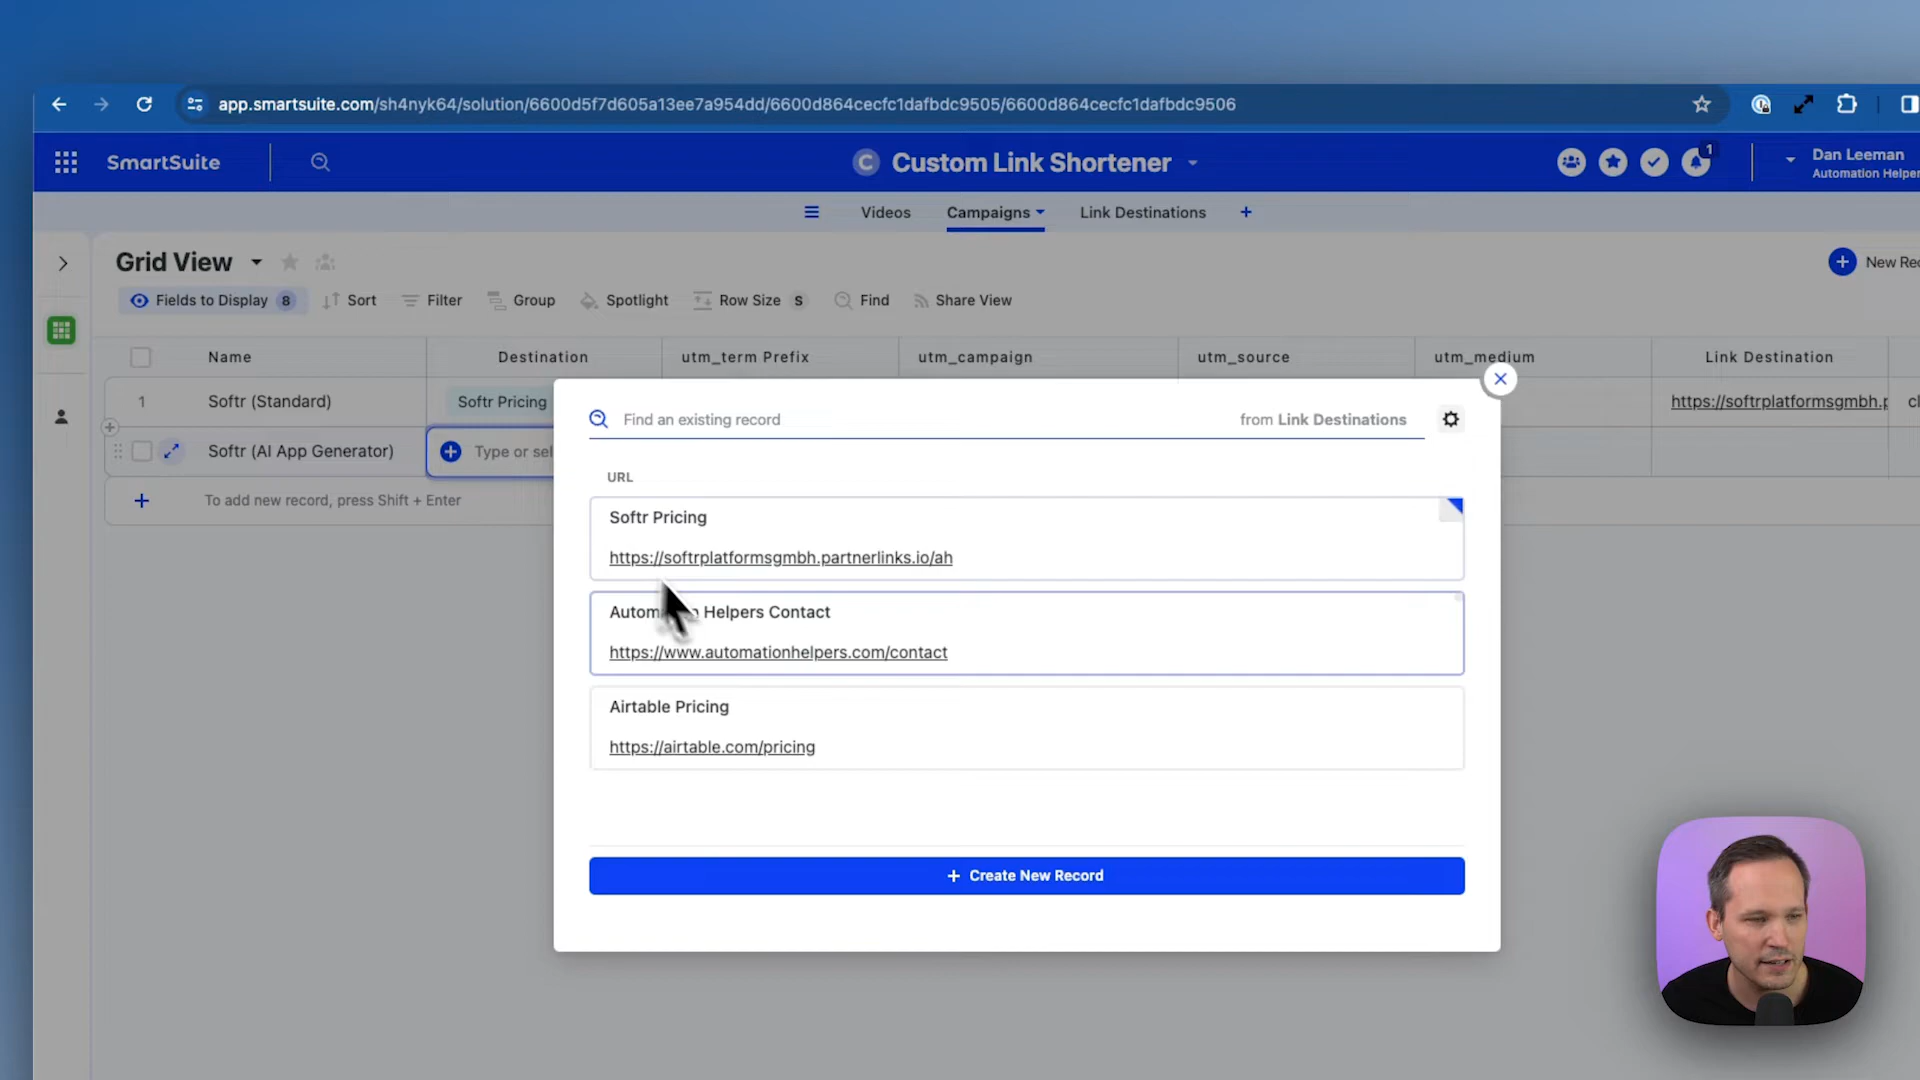 app.smartsuite.com/sh4nyk64/solution/6600d5f7d605a13ee7a954dd/6600d864cecfc1dafbdc9505/6600d864cecfc1dafbdc9506
SmartSuite
C Custom Link Shortener
1
Dan Leeman
Automation Helper
Videos
Campaigns
Link Destinations
Grid View
New Rec
Fields to Display 8
Sort
Filter
Group
Spotlight
Row Size S
Find
Share View
Name
Destination
utm_term Prefix
utm_campaign
utm_source
utm_medium
Link Destination
1
Softr (Standard)
Softr Pricing
https://softrplatformsgmbh.p
cl
Softr (AI App Generator)
Type or sel
To add new record, press Shift + Enter
Find an existing record
from Link Destinations
URL
Softr Pricing
https://softrplatformsgmbh.partnerlinks.io/ah
Helpers Contact
https://www.automationhelpers.com/contact
Airtable Pricing
https://airtable.com/pricing
+ Create New Record